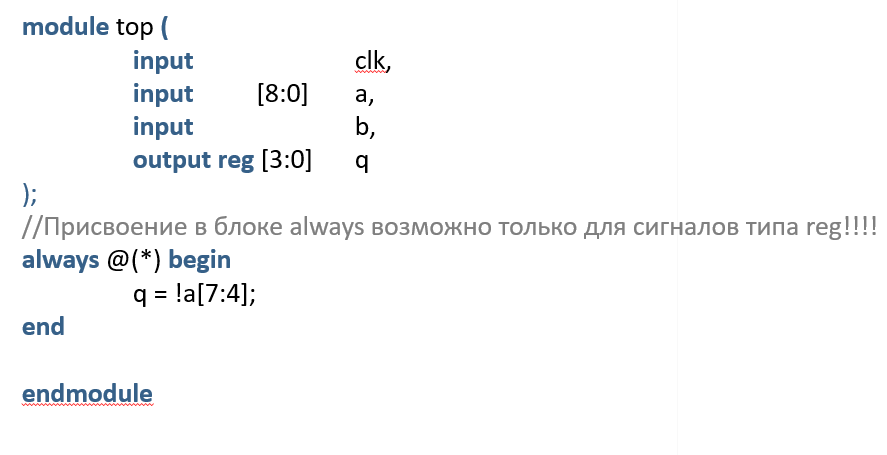 module top (
input clk,
input [8:0] a,
input b,
output reg [3:0] q
);
//Присвоение в блоке always возможно только для сигналов типа reg!!!!
always @(*) begin
q = !a[7:4];
end
endmodule